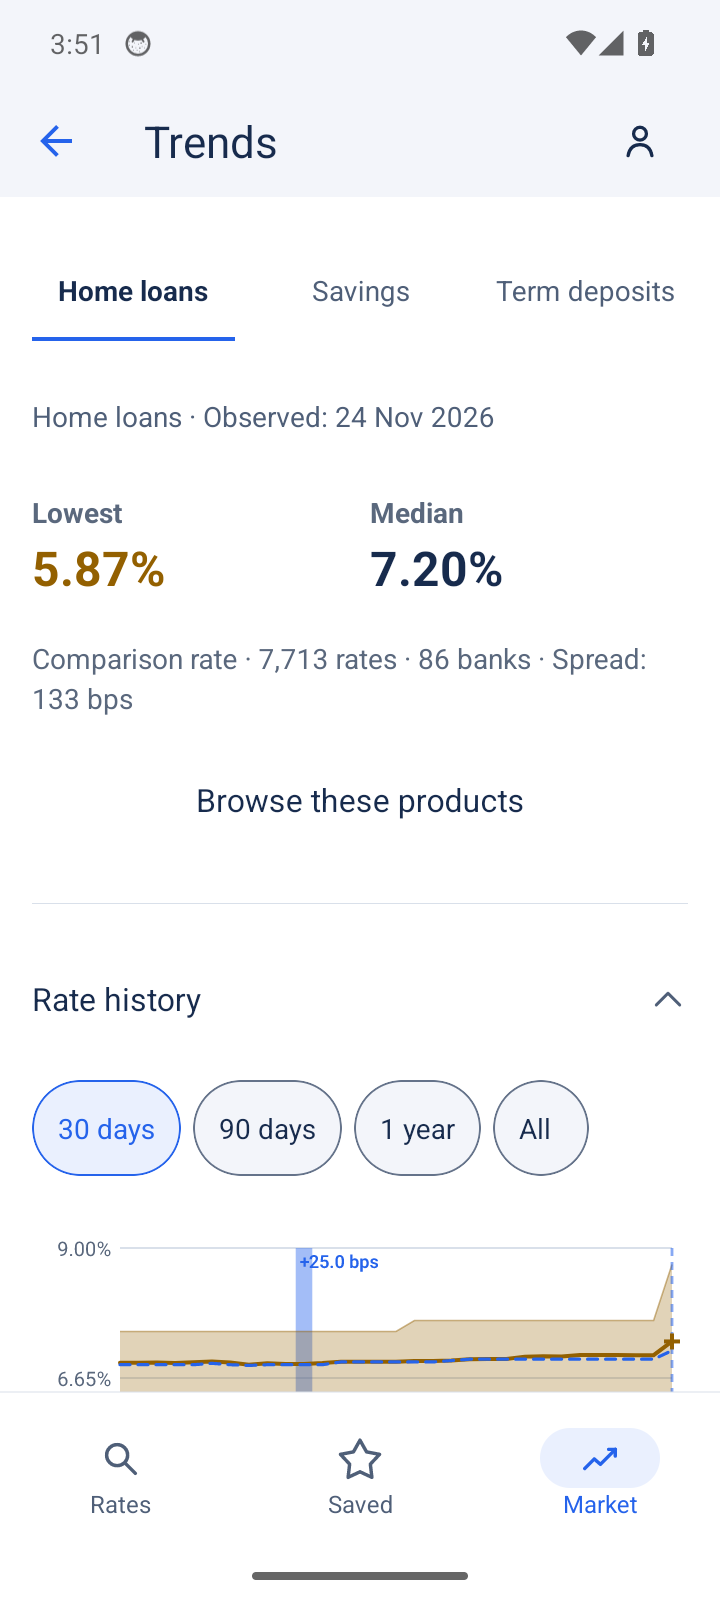 3:51
Trends
Home loans
Savings
Term deposits
Home loans · Observed: 24 Nov 2026
Lowest
Median
5.87%
7.20%
Comparison rate · 7,713 rates · 86 banks · Spread:
133 bps
Browse these products
Rate history
30 days
90 days
1 year
All
9.00%
+25.0 bps
6.65%
Rates
Saved
Market